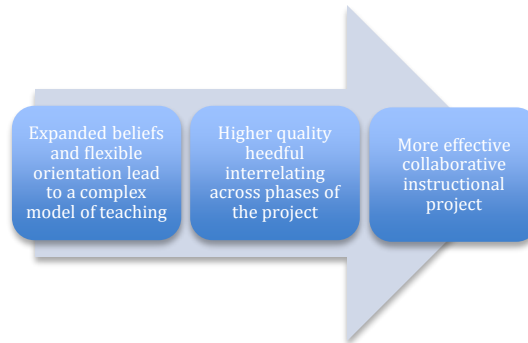 Expanded beliefs
and flexible
orientation lead
to a complex
model of teaching
Higher quality
heedful
interrelating
across phases of
the project
More effective
collaborative
instructional
project